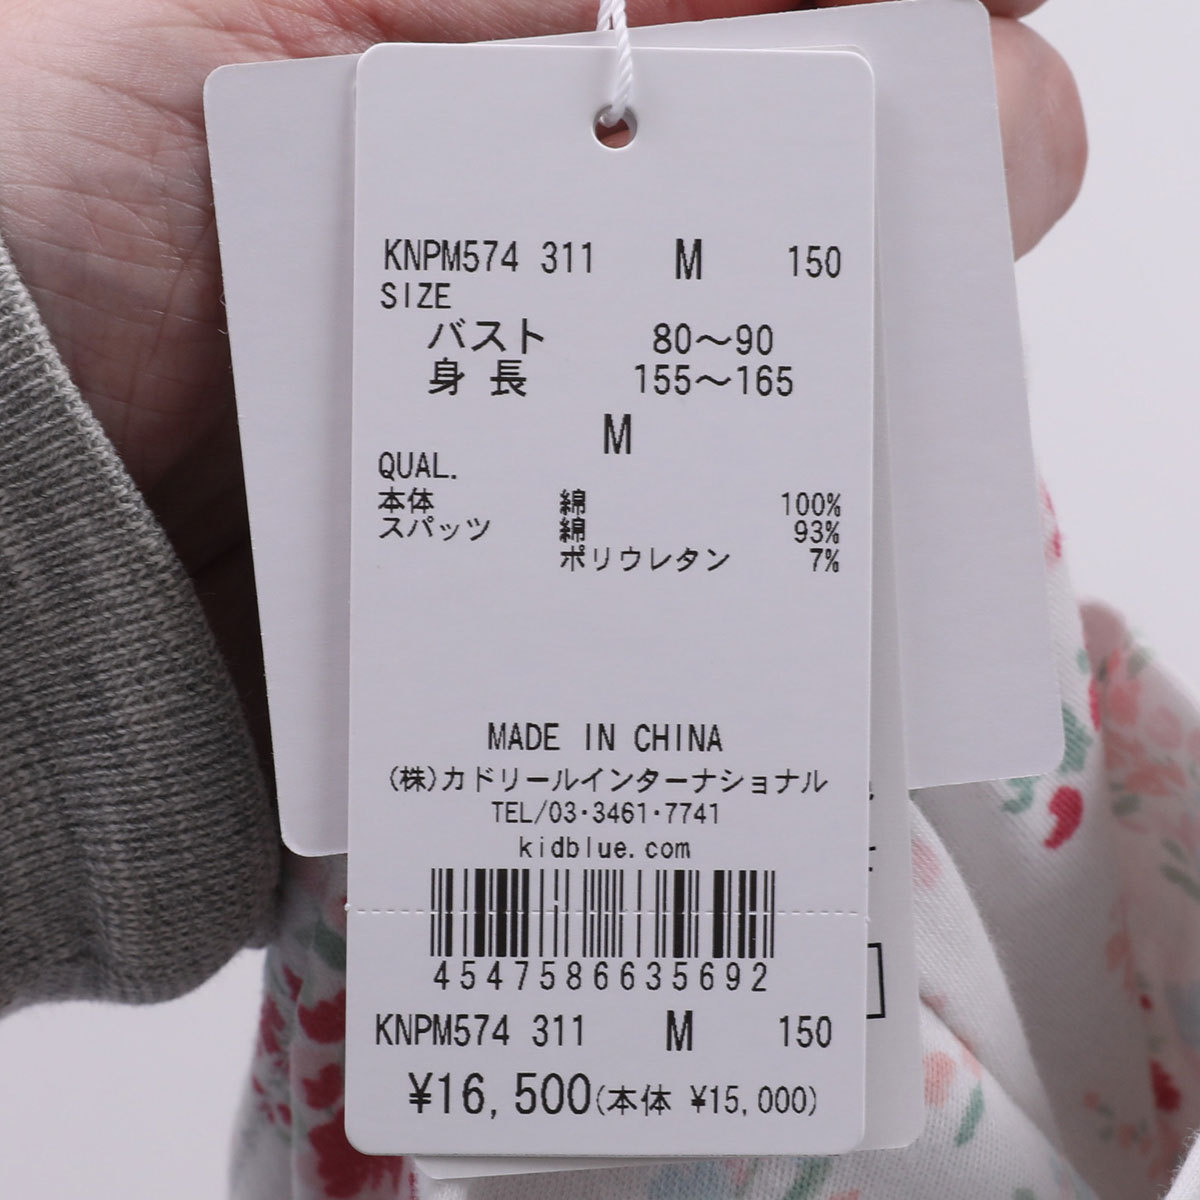 KNPM574 311 M 150
SIZE
バスト 80～90
身長 155～165
M
QUAL.
本体 綿 100%
スパッツ 綿 93%
ポリウレタン 7%
MADE IN CHINA
(株)カドリールインターナショナル
TEL/03・3461・7741
kidblue.com
4547586635692
KNPM574 311 M 150
¥16,500(本体 ¥15,000)